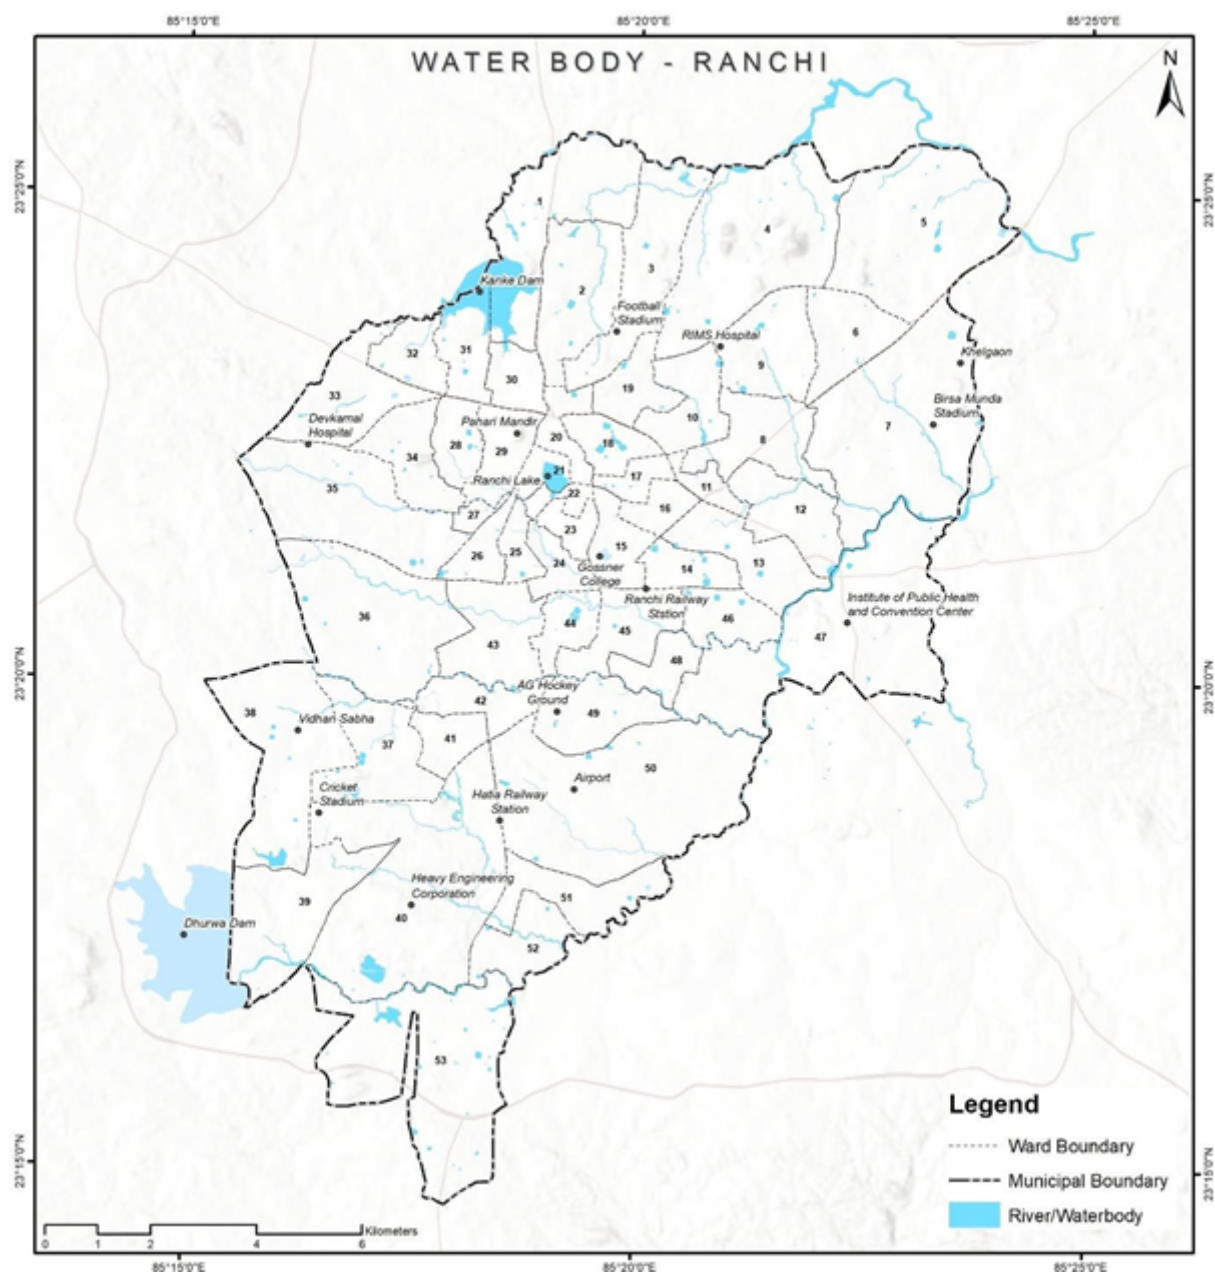 85°15'0"E
85°20'0"E
85°25'0"E
WATER BODY - RANCHI
N
23°25'0"N
23°25'0"N
1
4
5
3
2
Kanke Dam
Football
Stadium
RIMS Hospital
6
32
31
30
19
9
Khelgaon
33
Devkamal
Hospital
Pahari Mandir
10
Birsa Munda
Stadium
7
28
29
20
18
8
34
35
Ranchi Lake
21
22
17
11
16
12
27
23
26
25
24
15
14
13
Gossner
College
Ranchi Railway
Station
Institute of Public Health
and Convention Center
36
44
45
46
47
43
48
23°20'0"N
23°20'0"N
AG Hockey
Ground
42
49
38
Vidhan Sabha
37
41
50
Airport
Cricket
Stadium
Hatia Railway
Station
Heavy Engineering
Corporation
39
40
51
52
Dhurwa Dam
53
Legend
Ward Boundary
Municipal Boundary
River/Waterbody
23°15'0"N
23°15'0"N
Kilometers
0 1 2 4 6
85°15'0"E
85°20'0"E
85°25'0"E